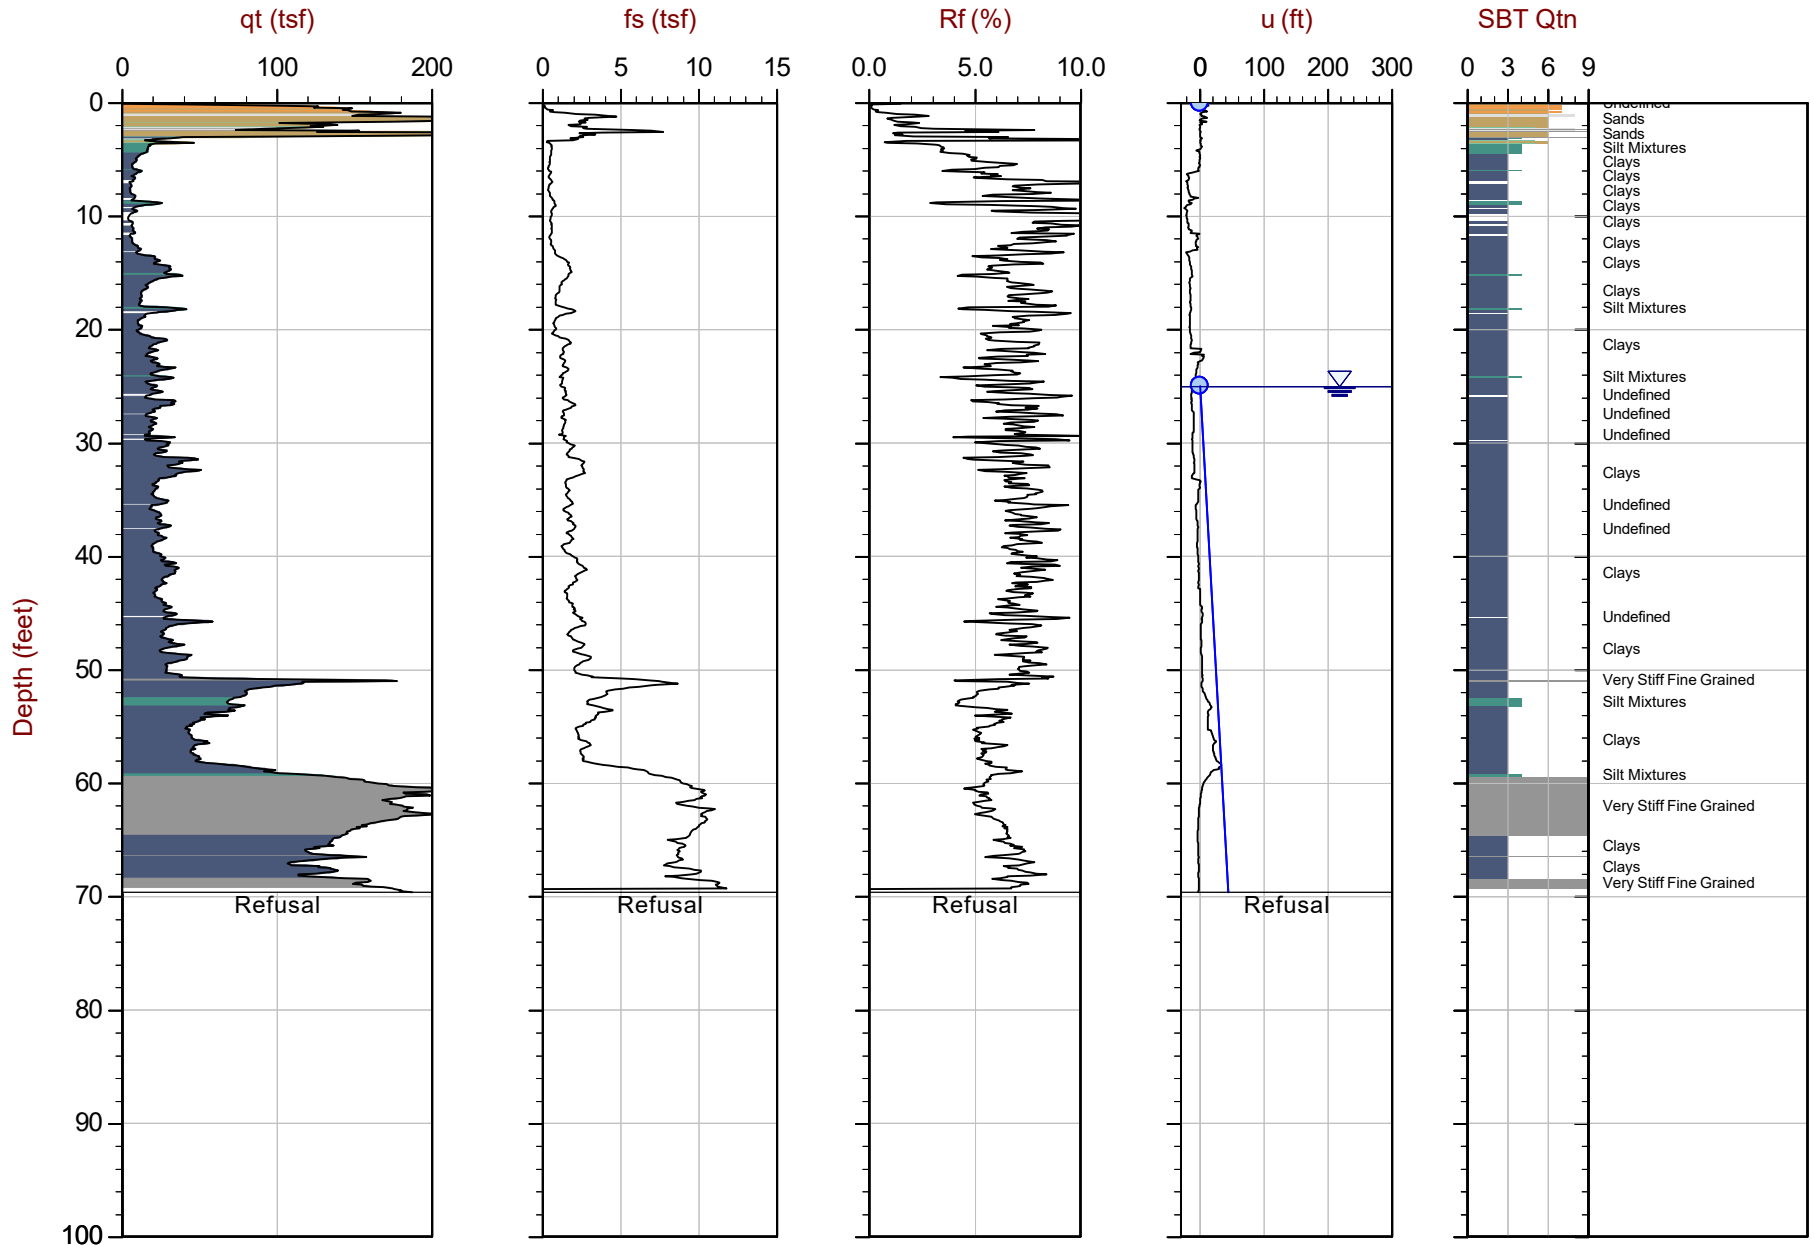 qt (tsf) fs (tsf) Rf (%) u (ft) SBT Qtn
0 100 200 0 5 10 15 0.0 5.0 10.0 0 100 200 300 0 3 6 9
0
10
20
30
40
50
60
70
80
90
100
Depth (feet)
Undefined
Sands
Sands
Silt Mixtures
Clays
Clays
Clays
Clays
Clays
Clays
Clays
Clays
Silt Mixtures
Clays
Silt Mixtures
Undefined
Undefined
Undefined
Clays
Undefined
Undefined
Clays
Undefined
Clays
Very Stiff Fine Grained
Silt Mixtures
Clays
Silt Mixtures
Very Stiff Fine Grained
Clays
Clays
Very Stiff Fine Grained
Refusal Refusal Refusal Refusal